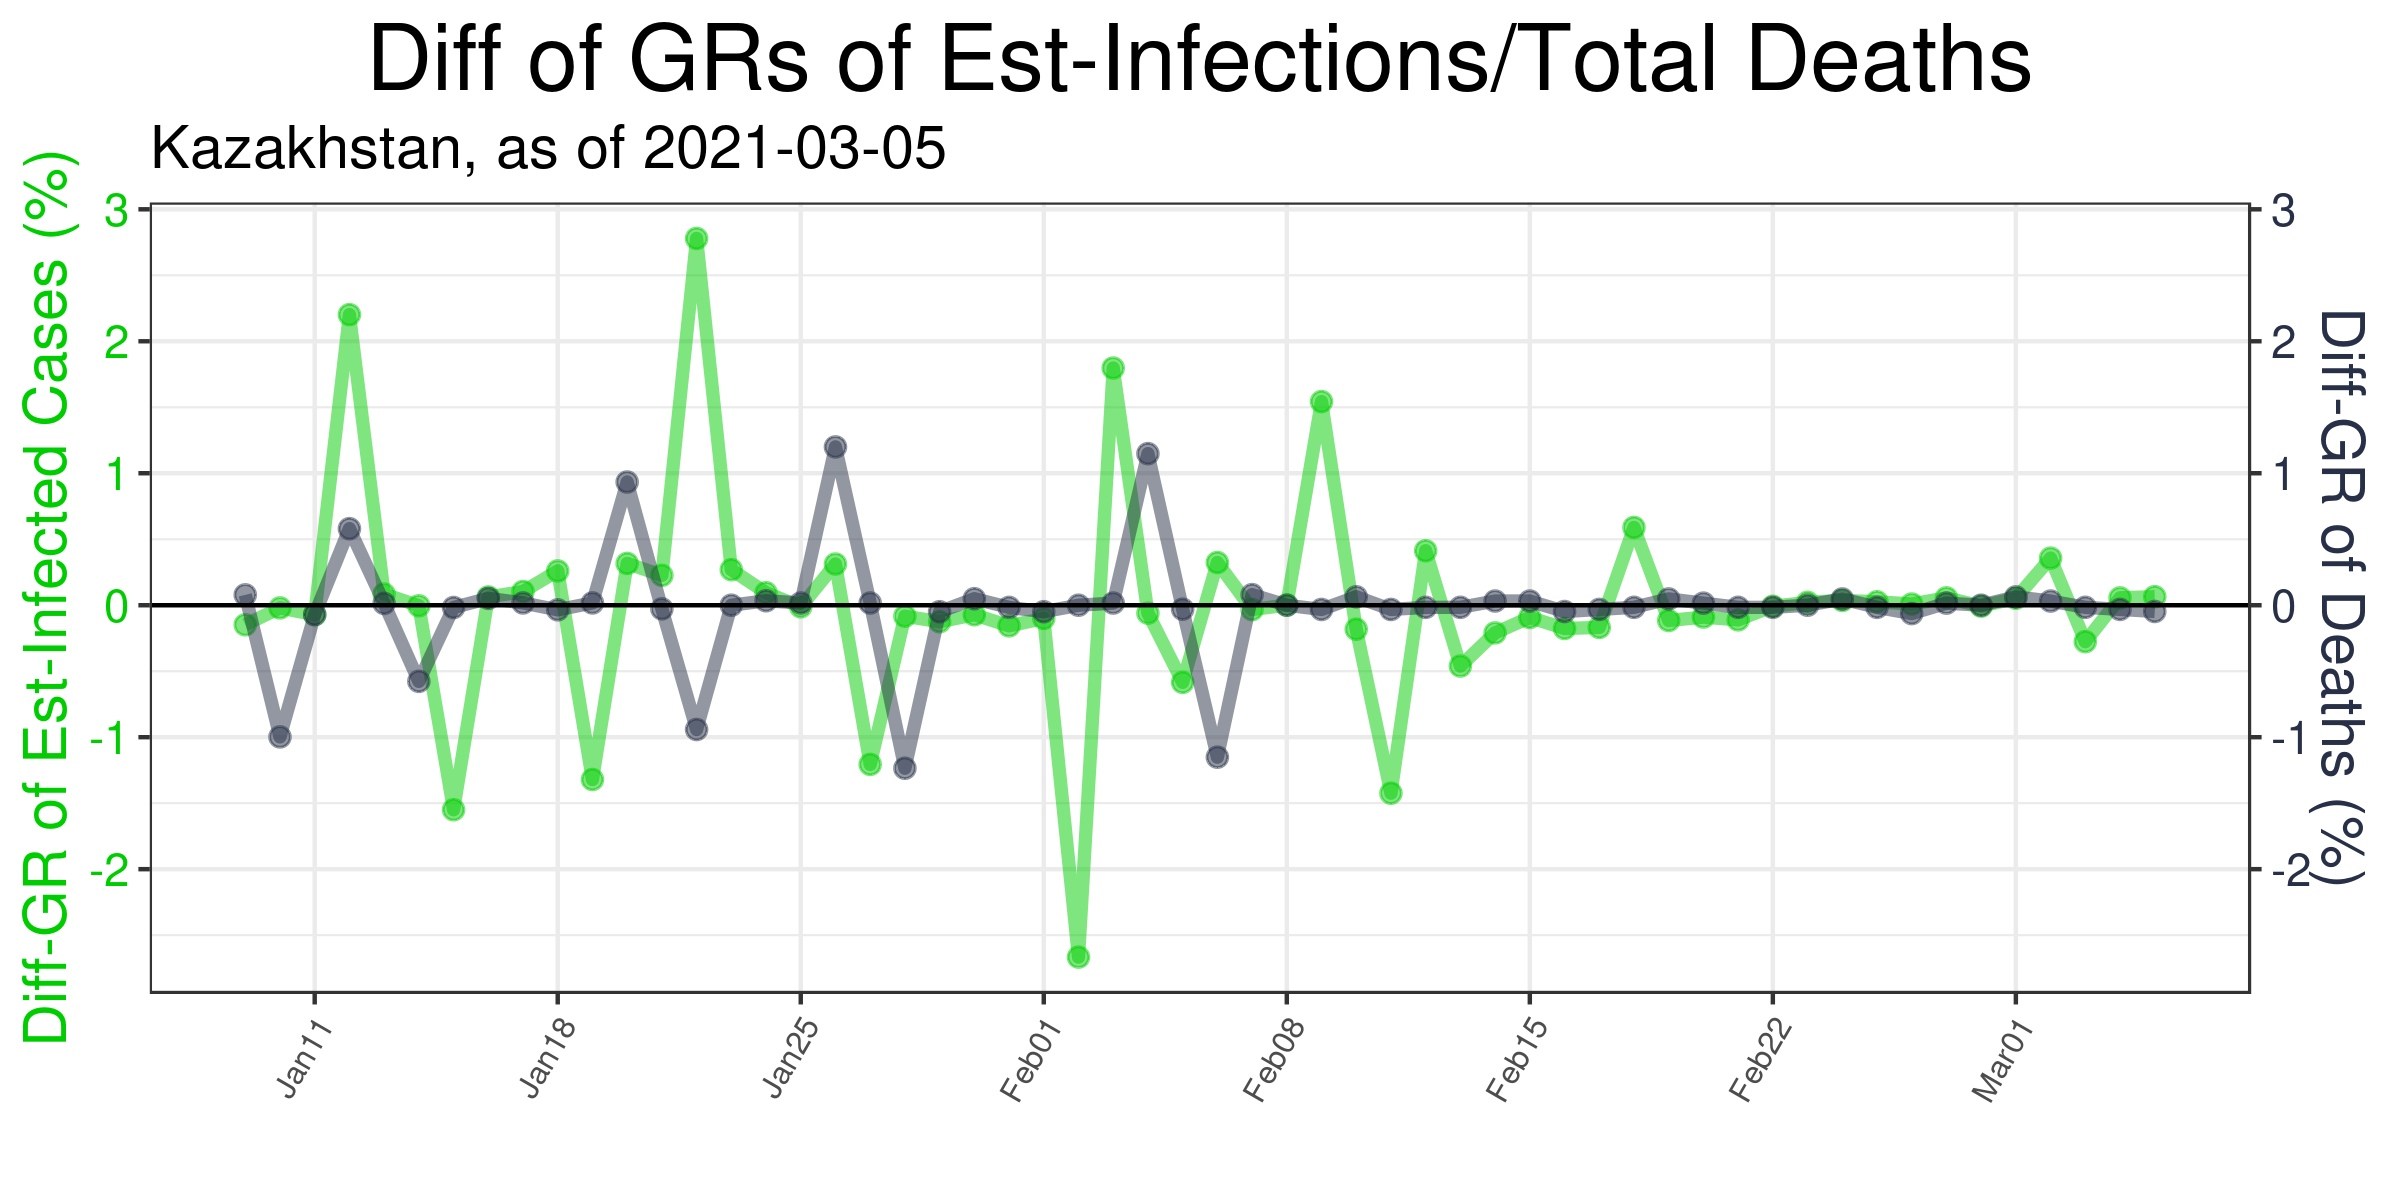 Diff of GRs of Est-Infections/Total Deaths
Kazakhstan, as of 2021-03-05
Diff-GR of Est-Infected Cases (%)
3
2
1
0
-1
-2
3
2
1
0
-1
-2
Diff-GR of Deaths (%)
Jan11
Jan18
Jan25
Feb01
Feb08
Feb15
Feb22
Mar01